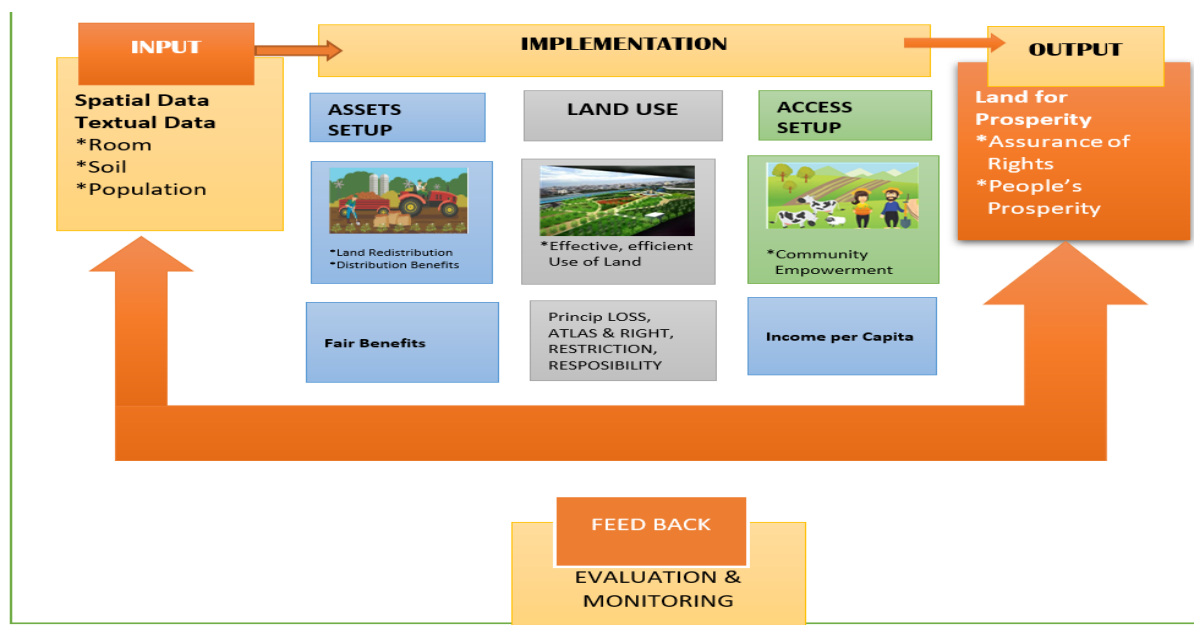 INPUT
IMPLEMENTATION
OUTPUT
Spatial Data
Textual Data
*Room
*Soil
*Population
ASSETS
SETUP
*Land Redistribution
*Distribution Benefits
Fair Benefits
LAND USE
*Effective, efficient
Use of Land
Princip LOSS,
ATLAS & RIGHT,
RESTRICTION,
RESPOSIBILITY
ACCESS
SETUP
*Community
Empowerment
Income per Capita
Land for
Prosperity
*Assurance of
Rights
*People's
Prosperity
FEED BACK
EVALUATION &
MONITORING